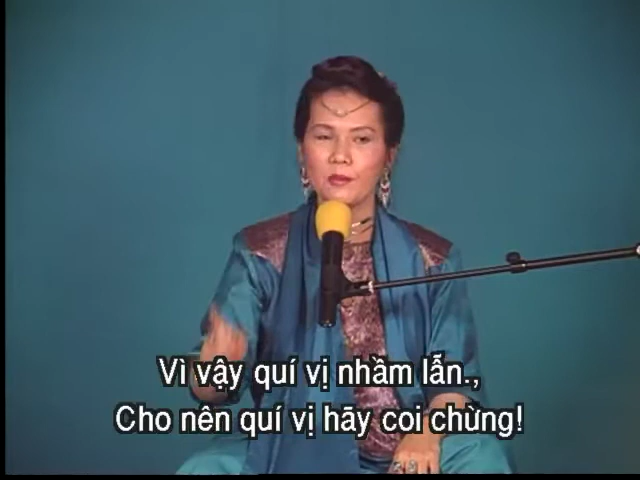 Vì vậy quí vị nhầm lẫn.,
Cho nên quí vị hãy coi chừng!